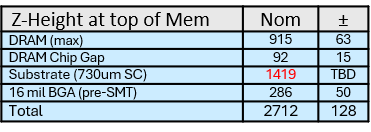 Z-Height at top of Mem Nom ±
DRAM (max) 915 63
DRAM Chip Gap 92 15
Substrate (730um SC) 1419 TBD
16 mil BGA (pre-SMT) 286 50
Total 2712 128